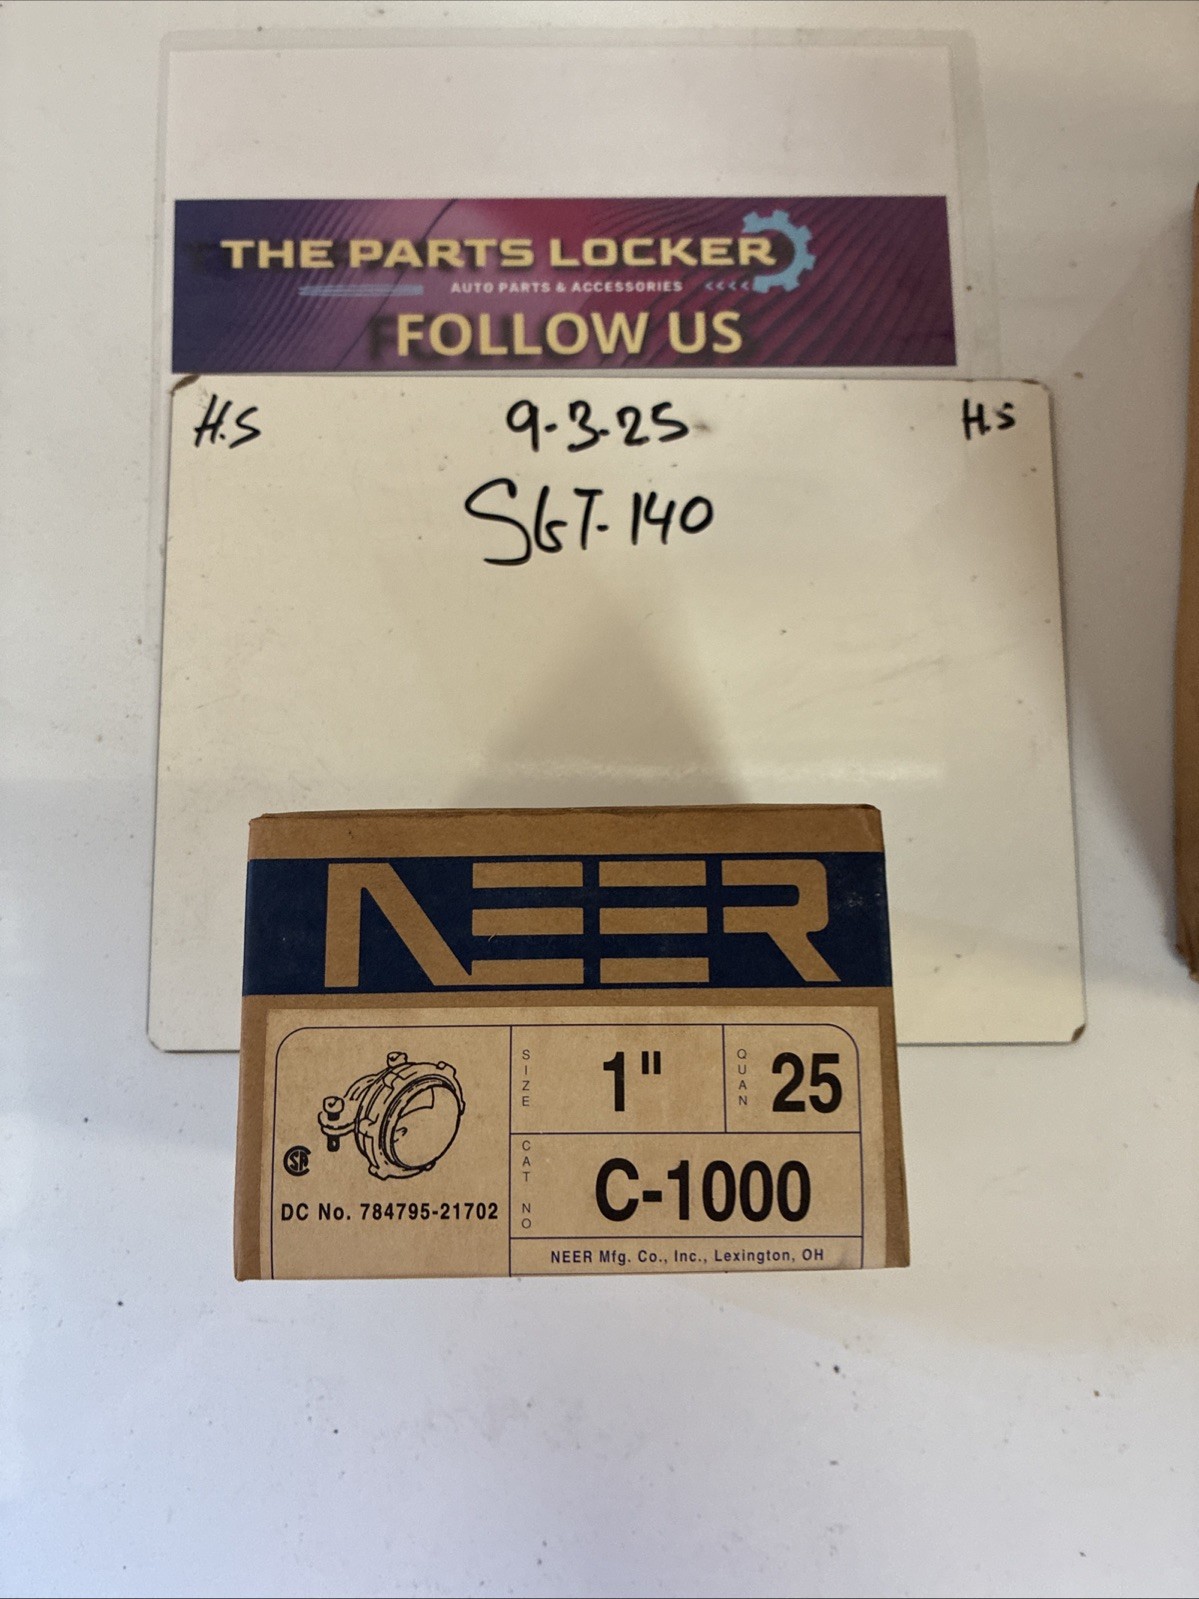 THE PARTS LOCKER
AUTO PARTS & ACCESSORIES <<<<
FOLLOW US
H.S 9-3-25 H.S
SGT-140
NEER
SIZE 1" QUAN 25
CAT NO C-1000
DC No. 784795-21702
NEER Mfg. Co., Inc., Lexington, OH